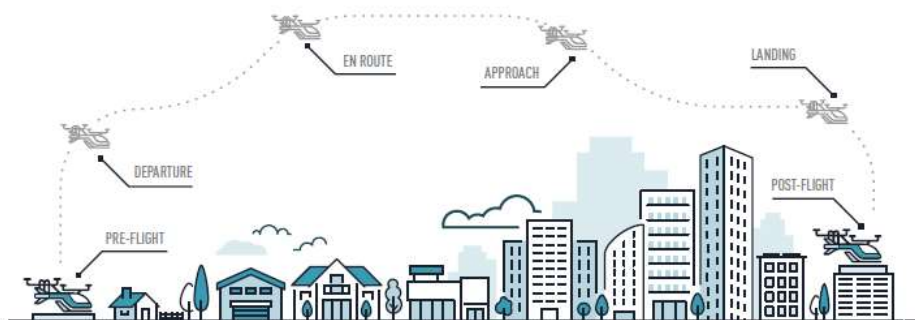 EN ROUTE
APPROACH
LANDING
DEPARTURE
POST-FLIGHT
PRE-FLIGHT